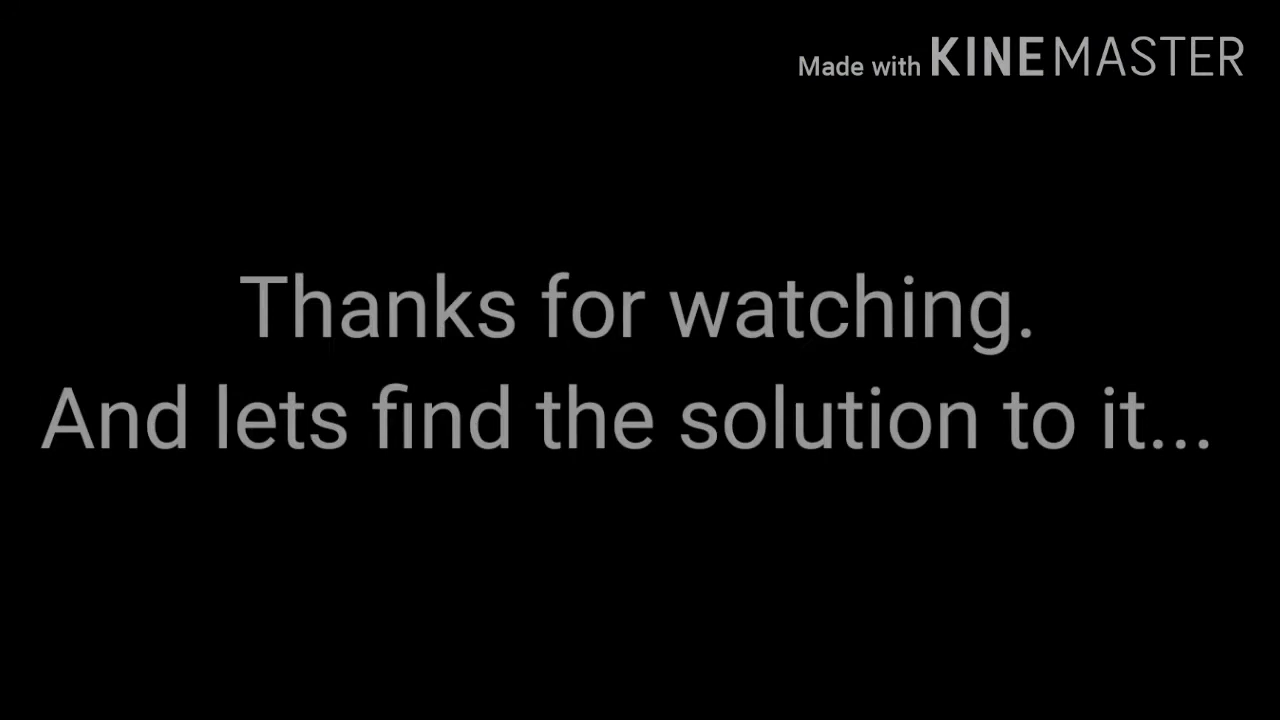 Made with KINEMASTER
Thanks for watching.
And lets find the solution to it...